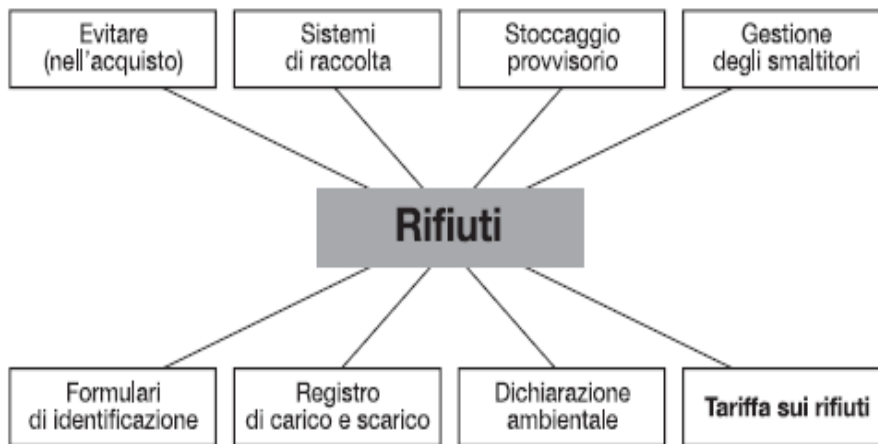 Evitare
(nell'acquisto)
Sistemi
di raccolta
Stoccaggio
provvisorio
Gestione
degli smaltitori
Rifiuti
Formulari
di identificazione
Registro
di carico e scarico
Dichiarazione
ambientale
Tariffa sui rifiuti